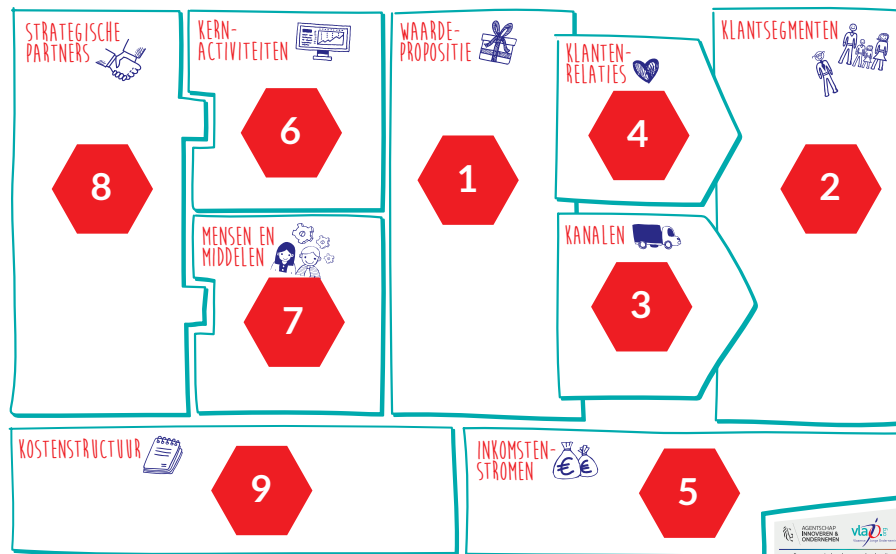 STRATEGISCHE
PARTNERS
8
KERN-
ACTIVITEITEN
6
MENSEN EN
MIDDELEN
7
WAARDE-
PROPOSITIE
1
KLANTEN-
RELATIES
4
KANALEN
3
KLANTSEGMENTEN
2
KOSTENSTRUCTUUR
9
INKOMSTEN-
STROMEN
€ €
5
AGENTSCHAP
INNOVEREN &
ONDERNEMEN